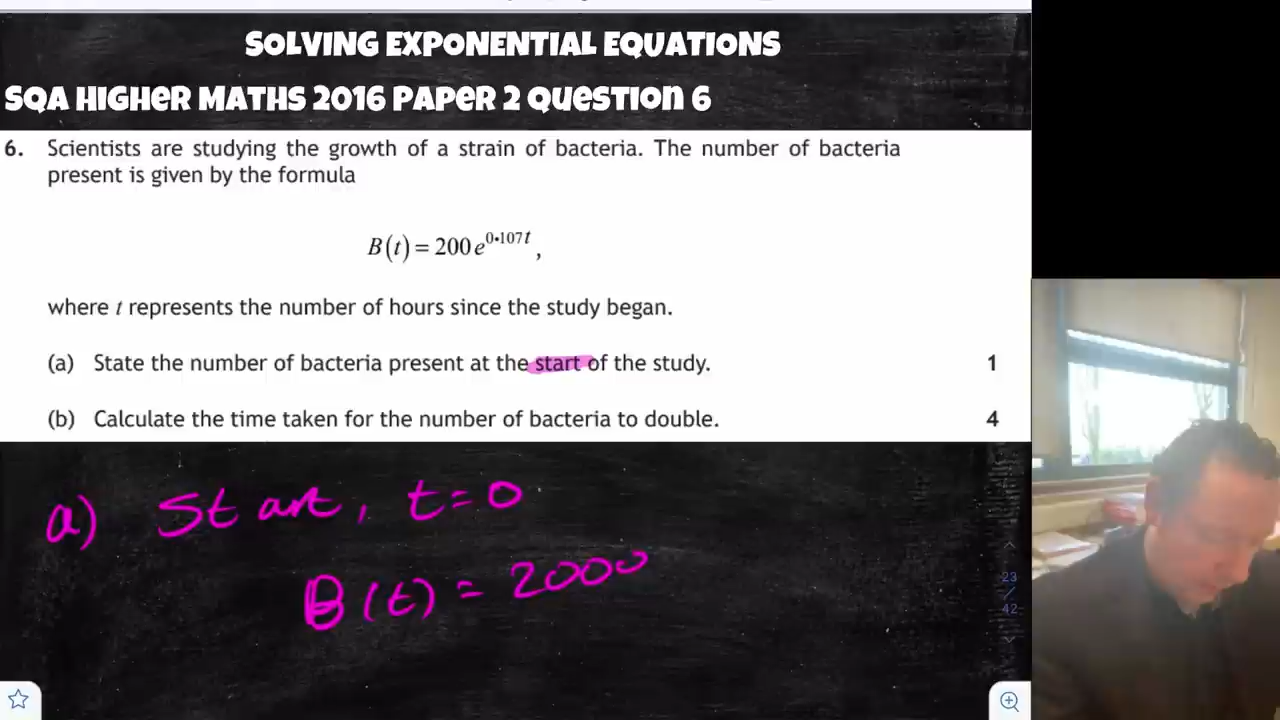 SOLVING EXPONENTIAL EQUATIONS
SQA HIGHER MATHS 2016 PAPER 2 QUESTION 6
6. Scientists are studying the growth of a strain of bacteria. The number of bacteria
present is given by the formula
B(t) = 200e^{0·107t},
where t represents the number of hours since the study began.
(a) State the number of bacteria present at the start of the study. 1
(b) Calculate the time taken for the number of bacteria to double. 4
a) Start, t=0
B(t) = 2000
23
/
42